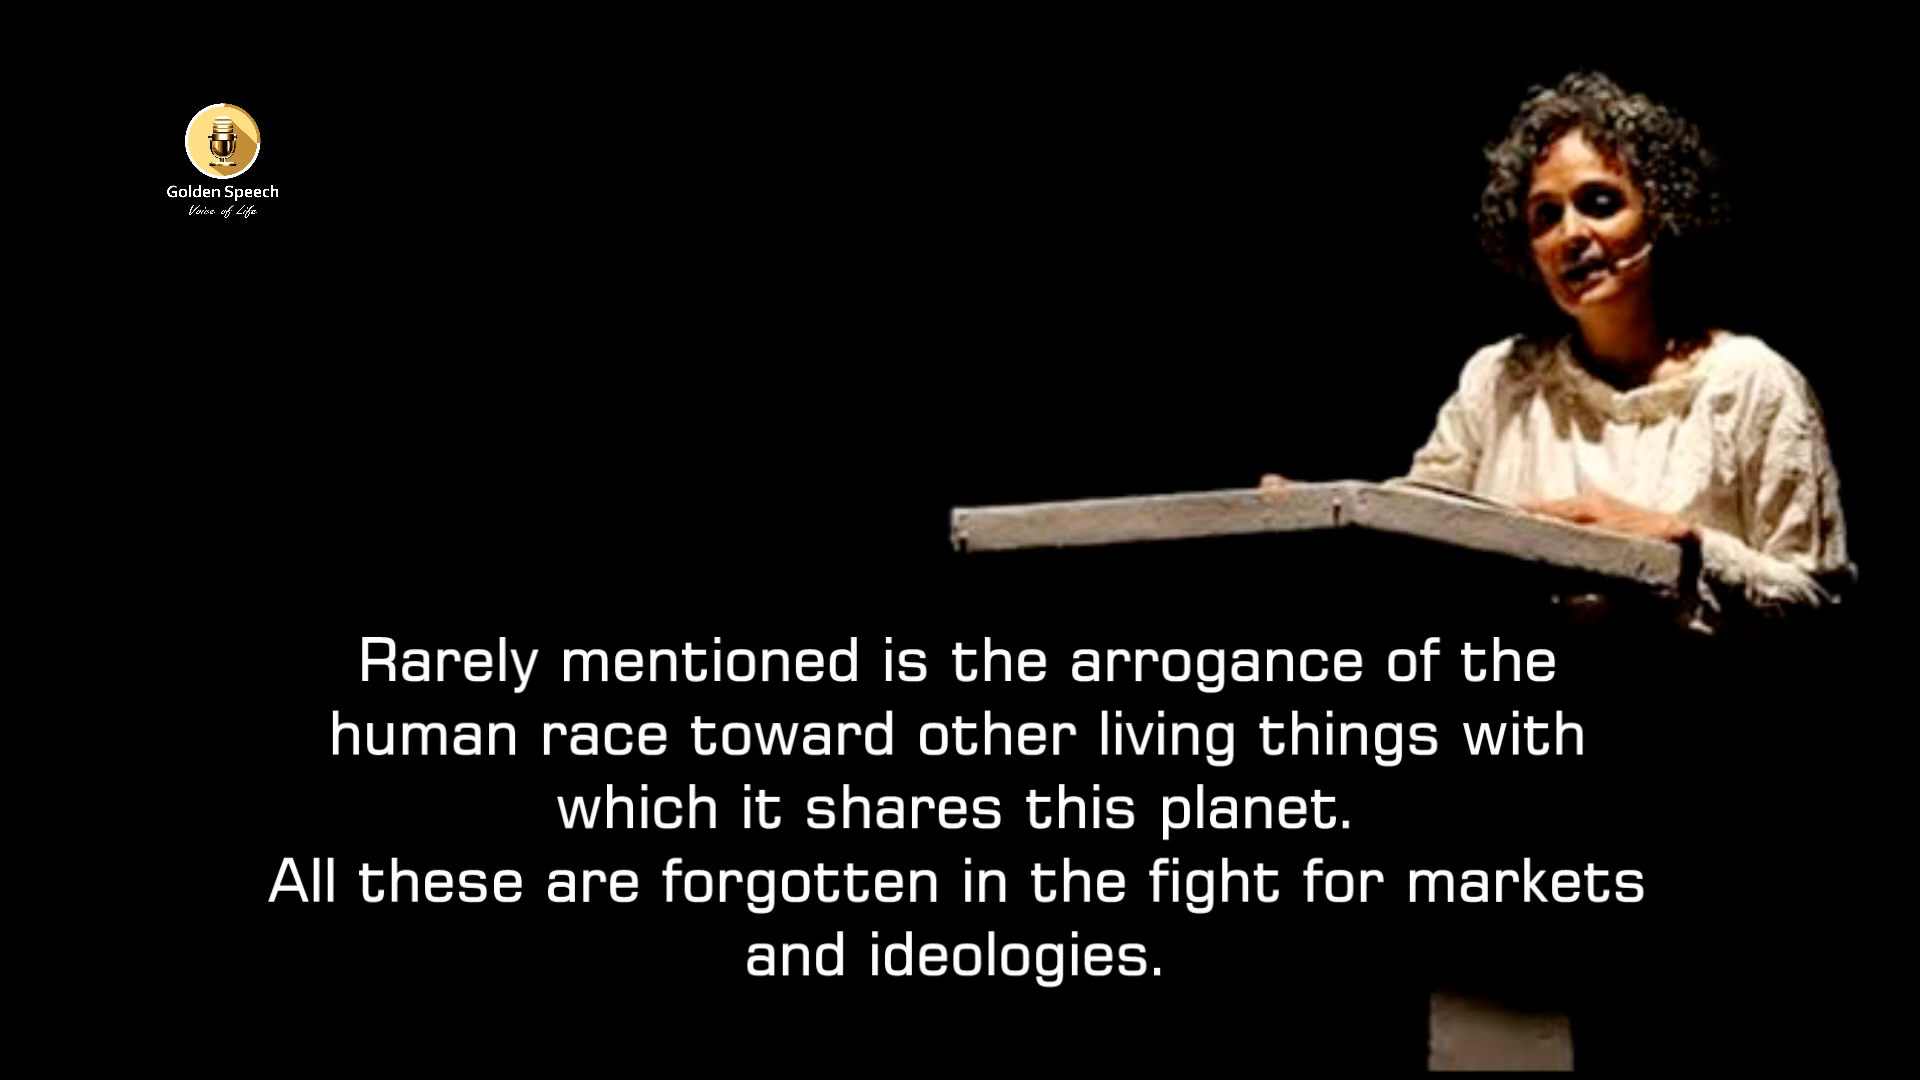 Golden Speech
Voice of Life
Rarely mentioned is the arrogance of the
human race toward other living things with
which it shares this planet.
All these are forgotten in the fight for markets
and ideologies.